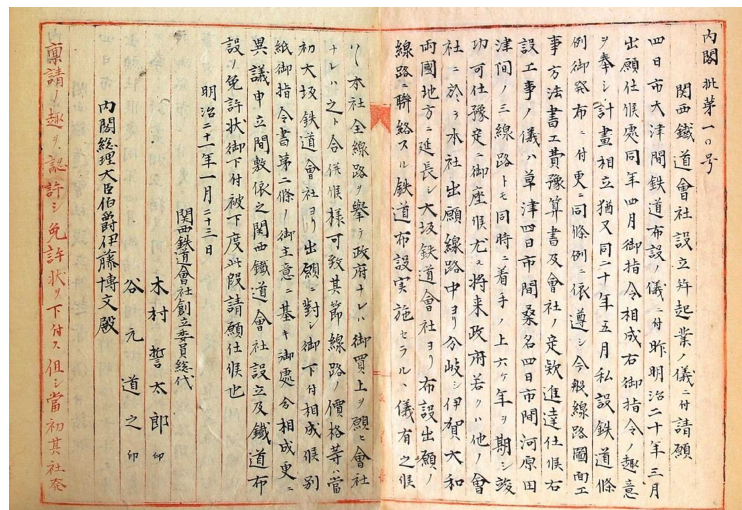 内閣批第一〇号
関西鐵道會社設立幷起業ノ儀ニ付請願
四日市大津間鉄道布設ノ儀ニ付昨明治二十年三月
出願仕候處同年四月御指令相成右御指令ノ趣意
ヲ奉シ計畫相立猶又同二十年五月私設鉄道條
例御發布ニ付更ニ同條例ニ依遵シ今般線路圖面工
事方法書工費豫算書及會社ノ定款進達仕候右
設工事ノ儀ハ草津四日市間桑名四日市間河原田
津間ノ三線路トモ同時ニ着手ノ上六ケ年ヲ期シ竣
功可仕豫定ニ御座候尤モ将来政府若クハ他ノ會
社ニ於テ本社出願線路中ヨリ分岐シ伊賀大和
両國地方ニ延長シ大坂鉄道會社ヨリ布設出願ノ
線路ニ聯絡スル鉄道布設実施セラルヽ儀有之候
トモ本社全線路ヲ擧テ政府ナレハ御買上ヲ願ヒ會社
ナレハ之ト合併候様可致其節線路ノ價格等ハ當
初大坂鉄道會社ヨリ出願ニ對シ御下付相成候別
紙御指令書第二條ノ御主意ニ基キ御處分相成更ニ
異議申立間敷依之関西鐵道會社設立及鐵道布
設ノ免許状御下付被下度此段請願仕候也
明治二十一年一月二十三日
関西鉄道會社創立委員総代
木村誓太郎 印
谷元道之 印
内閣総理大臣伯爵伊藤博文殿
稟請ノ趣ヲ認許シ免許状ヲ下付ス但シ當初其社発